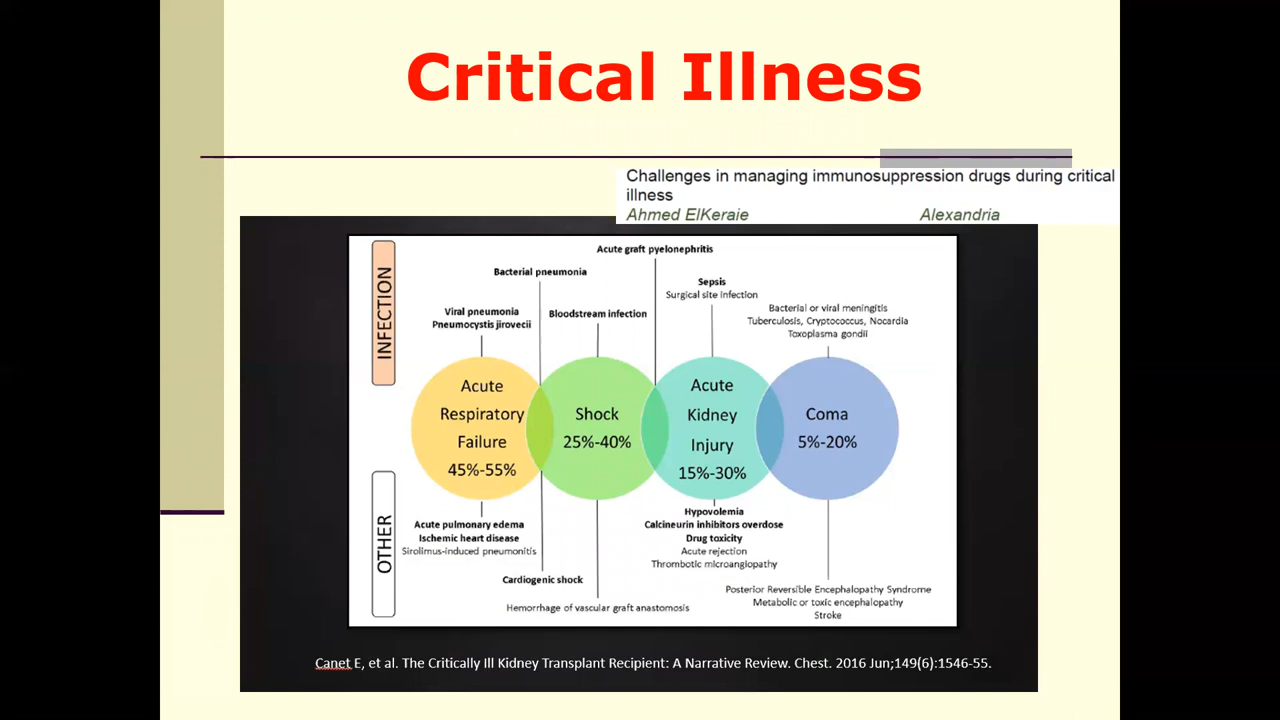 Critical Illness
Challenges in managing immunosuppression drugs during critical
illness
Ahmed ElKeraie Alexandria
INFECTION
Acute graft pyelonephritis
Bacterial pneumonia
Sepsis
Surgical site infection
Viral pneumonia
Pneumocystis jirovecii
Bloodstream infection
Bacterial or viral meningitis
Tuberculosis, Cryptococcus, Nocardia
Toxoplasma gondii
Acute
Respiratory
Failure
45%-55%
Shock
25%-40%
Acute
Kidney
Injury
15%-30%
Coma
5%-20%
OTHER
Acute pulmonary edema
Ischemic heart disease
Sirolimus-induced pneumonitis
Cardiogenic shock
Hemorrhage of vascular graft anastomosis
Hypovolemia
Calcineurin inhibitors overdose
Drug toxicity
Acute rejection
Thrombotic microangiopathy
Posterior Reversible Encephalopathy Syndrome
Metabolic or toxic encephalopathy
Stroke
Canet E, et al. The Critically Ill Kidney Transplant Recipient: A Narrative Review. Chest. 2016 Jun;149(6):1546-55.